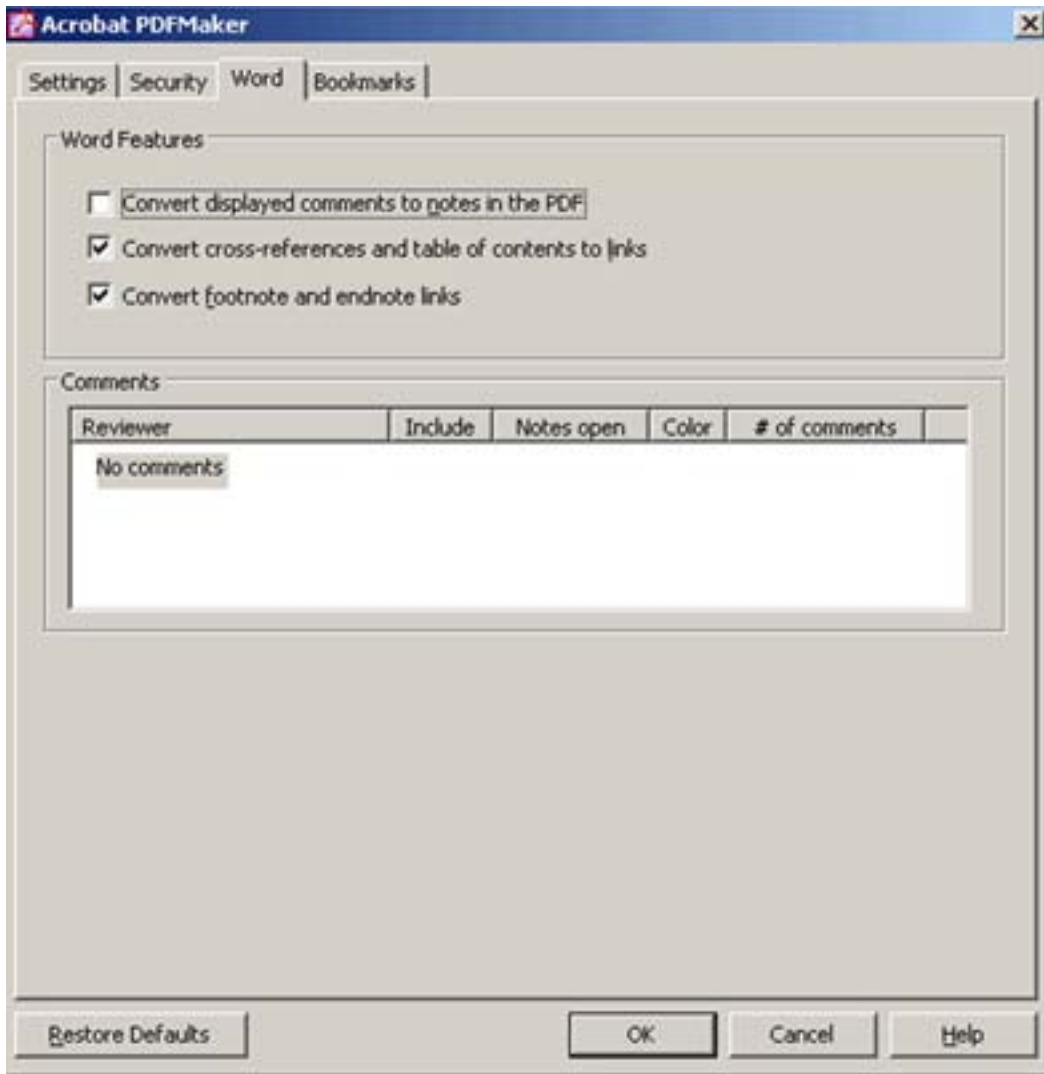 Acrobat PDFMaker
Settings Security Word Bookmarks
Word Features
Convert displayed comments to notes in the PDF
Convert cross-references and table of contents to links
Convert footnote and endnote links
Comments
Reviewer Include Notes open Color # of comments
No comments
Restore Defaults OK Cancel Help